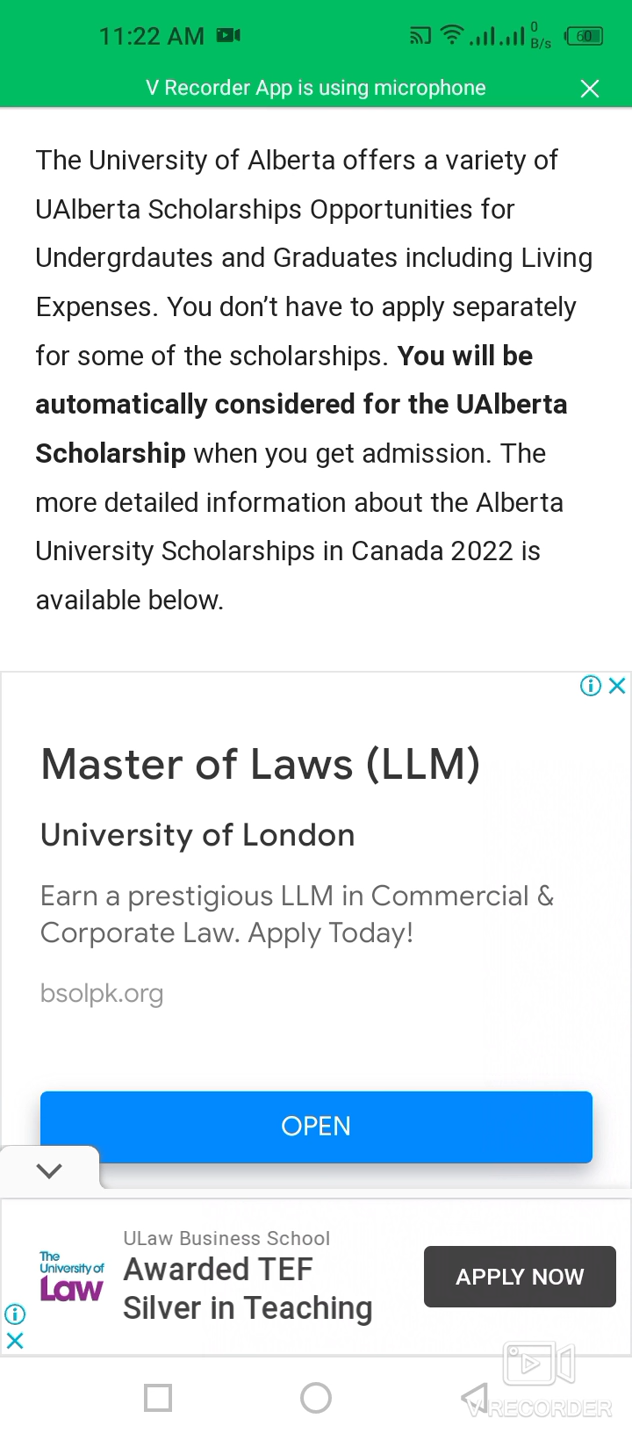 11:22 AM
0
B/s
60
V Recorder App is using microphone
The University of Alberta offers a variety of
UAlberta Scholarships Opportunities for
Undergrdautes and Graduates including Living
Expenses. You don’t have to apply separately
for some of the scholarships. You will be
automatically considered for the UAlberta
Scholarship when you get admission. The
more detailed information about the Alberta
University Scholarships in Canada 2022 is
available below.
Master of Laws (LLM)
University of London
Earn a prestigious LLM in Commercial &
Corporate Law. Apply Today!
bsolpk.org
OPEN
The
University of
Law
ULaw Business School
Awarded TEF
Silver in Teaching
APPLY NOW
V RECORDER